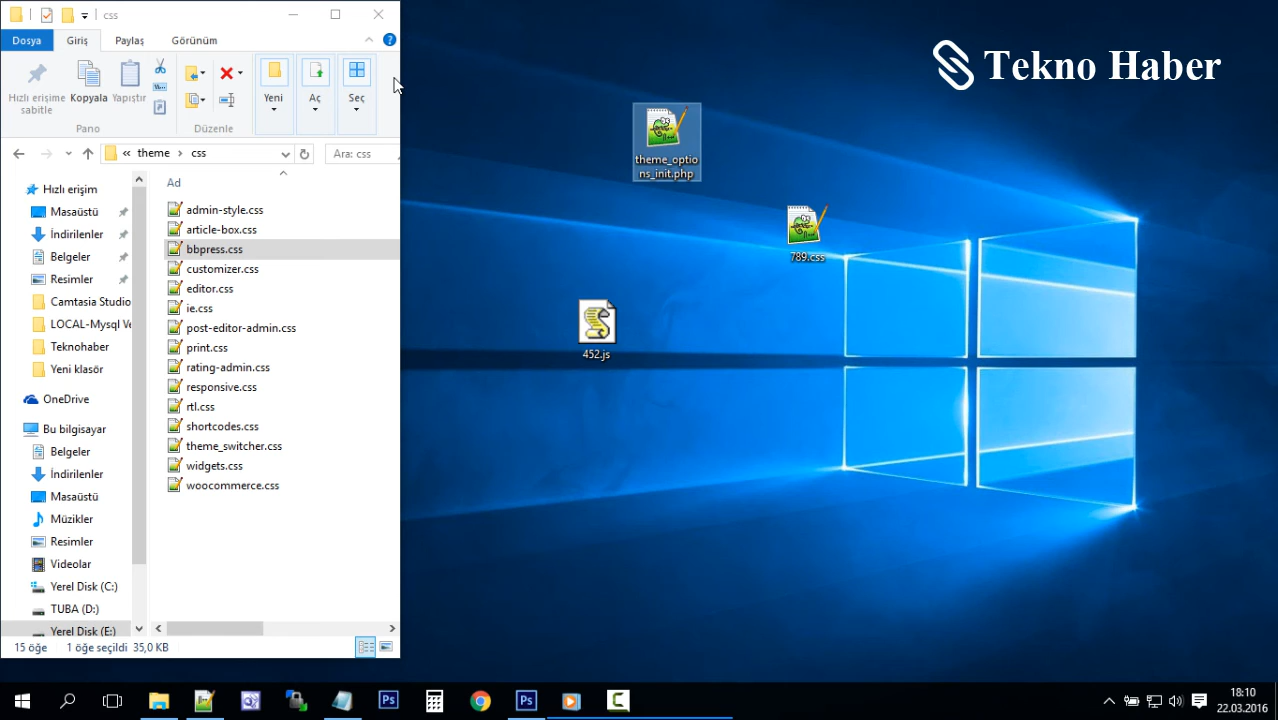 css
Dosya
Giriş
Paylaş
Görünüm
Hızlı erişime
sabitle
Kopyala
Yapıştır
Yeni
Aç
Seç
Pano
Düzenle
« theme › css
Ara: css
Ad
Hızlı erişim
Masaüstü
İndirilenler
Belgeler
Resimler
Camtasia Studio
LOCAL-Mysql Ve
Teknohaber
Yeni klasör
OneDrive
Bu bilgisayar
Belgeler
İndirilenler
Masaüstü
Müzikler
Resimler
Videolar
Yerel Disk (C:)
TUBA (D:)
Yerel Disk (E:)
admin-style.css
article-box.css
bbpress.css
customizer.css
editor.css
ie.css
post-editor-admin.css
print.css
rating-admin.css
responsive.css
rtl.css
shortcodes.css
theme_switcher.css
widgets.css
woocommerce.css
15 öğe
1 öğe seçildi 35,0 KB
Tekno Haber
theme_optio
ns_init.php
789.css
452.js
Ps
Ps
18:10
22.03.2016